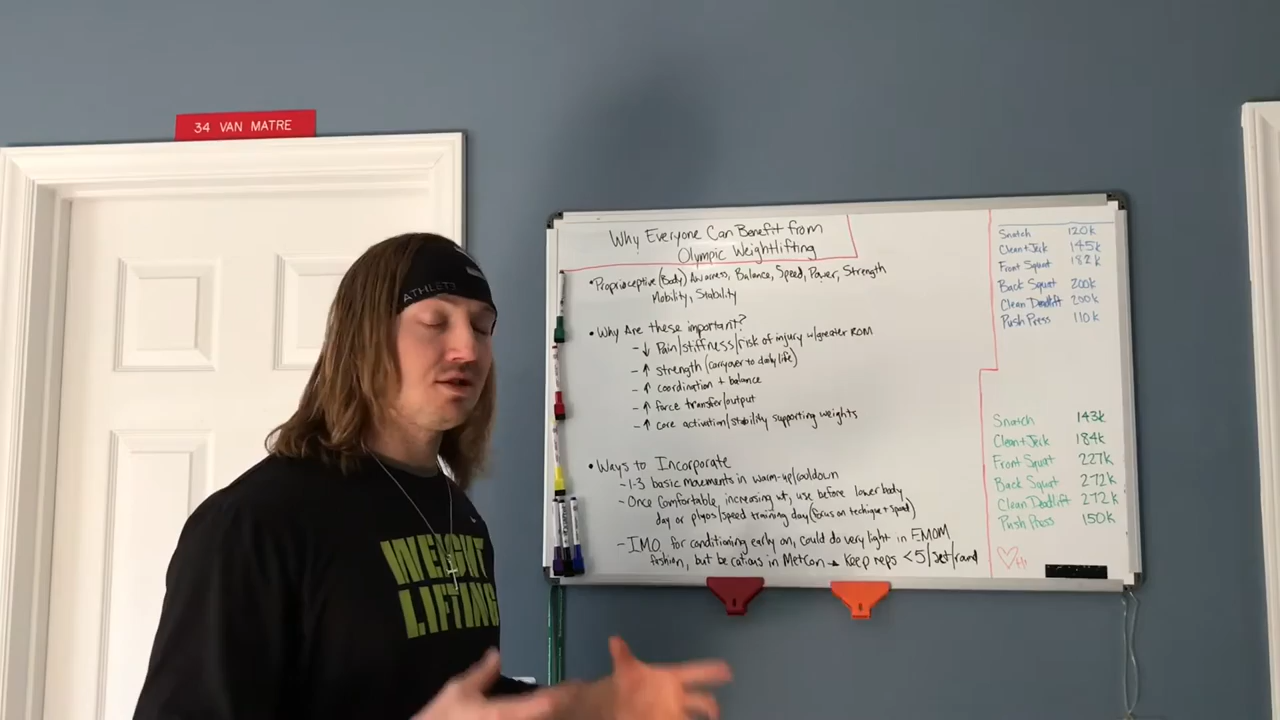 34 VAN MATRE
ATHLETE
WEIGHT
LIFTING
Why Everyone Can Benefit from
Olympic Weightlifting
• Proprioceptive (Body) Awarness, Balance, Speed, Power, Strength
Mobility, Stability
• Why Are these important?
- ↓ Pain/stiffness/risk of injury w/greater ROM
- ↑ strength (carryover to daily life)
- ↑ coordination + balance
- ↑ force transfer/output
- ↑ core activation/stability supporting weights
• Ways to Incorporate
- 1-3 basic movements in warm-up/cooldown
- Once Comfortable, increasing wt, use before lower body
day or plyos/speed training day (focus on technique + speed)
- IMO, for conditioning early on, could do very light in EMOM
fashion, but be catious in MetCon → Keep reps <5/set/round
Snatch 120k
Clean+Jerk 145k
Front Squat 182k
Back Squat 200k
Clean Deadlift 200k
Push Press 110k
Snatch 143k
Clean+Jerk 184k
Front Squat 227k
Back Squat 272k
Clean Deadlift 272k
Push Press 150k
Hi